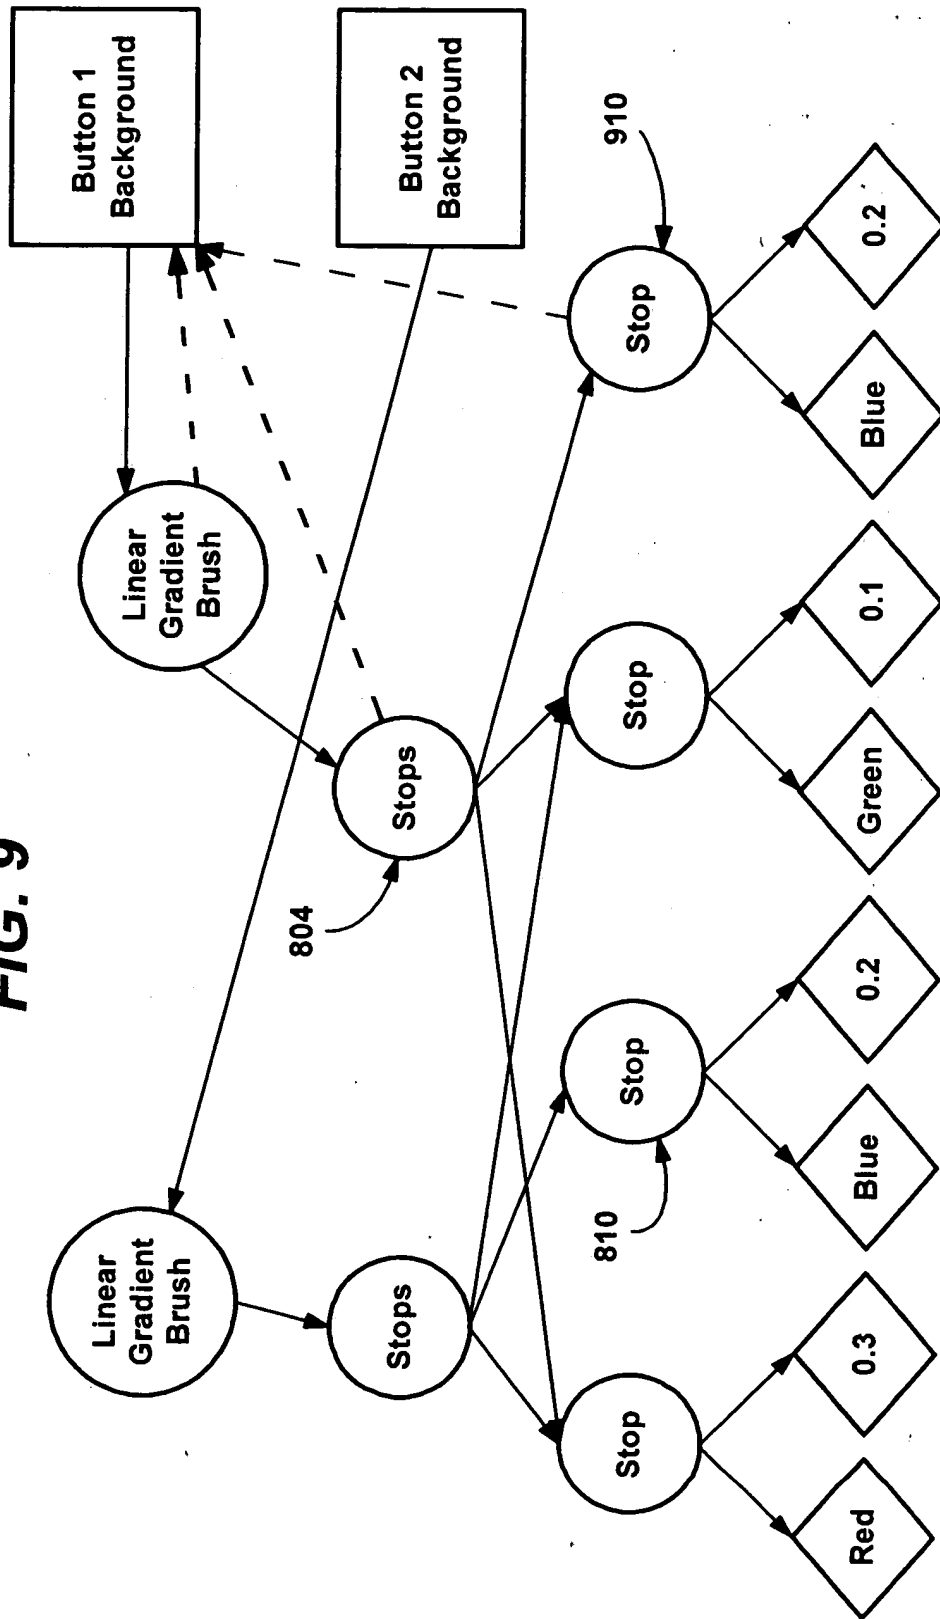 FIG. 9
Linear
Gradient
Brush
Linear
Gradient
Brush
Button 1
Background
Stops
804
Stops
Button 2
Background
Stop
810
Stop
Stop
Stop
910
Red
0.3
Blue
0.2
Green
0.1
Blue
0.2